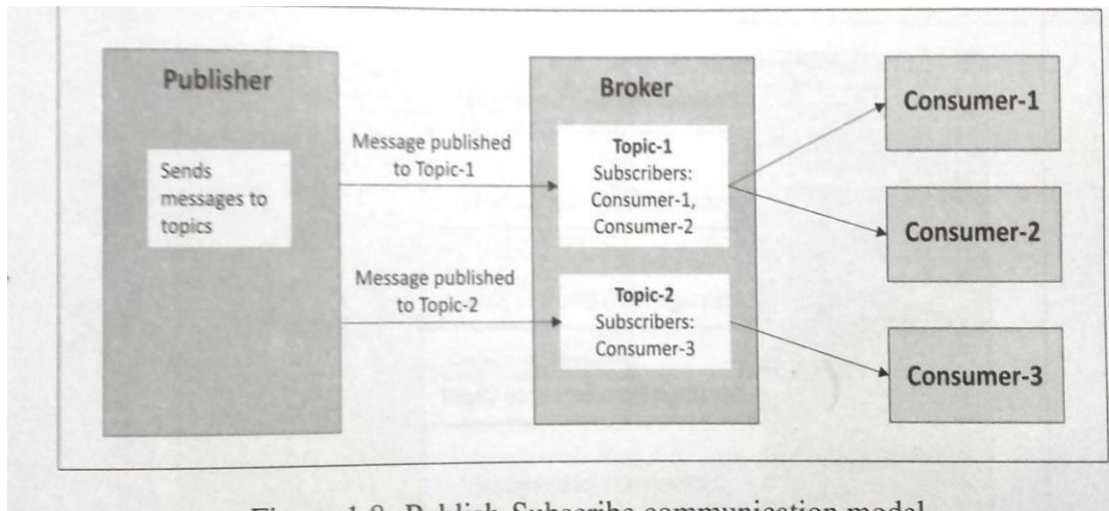 Publisher
Sends
messages to
topics
Message published
to Topic-1
Message published
to Topic-2
Broker
Topic-1
Subscribers:
Consumer-1,
Consumer-2
Topic-2
Subscribers:
Consumer-3
Consumer-1
Consumer-2
Consumer-3
Publish-Subscribe communication model